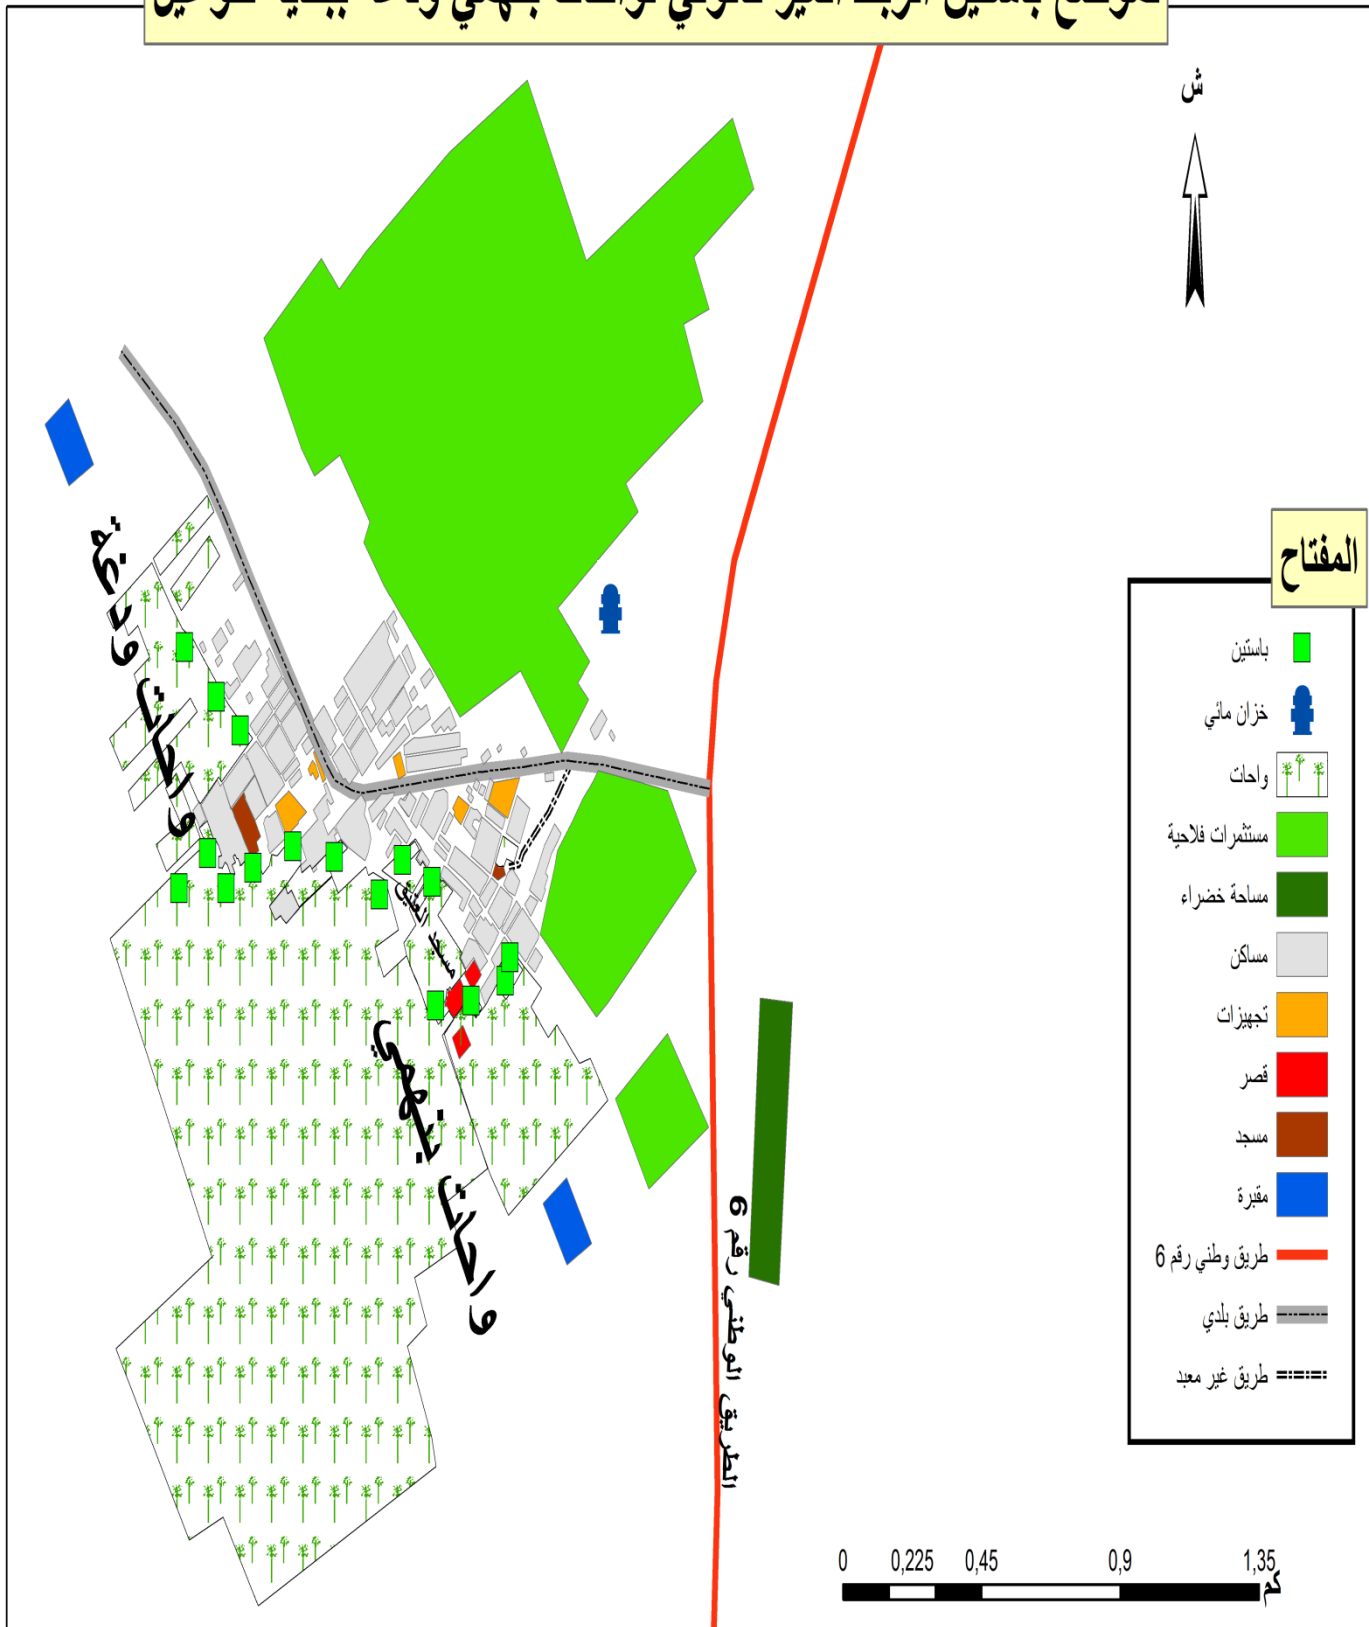 ش
المفتاح
باستين
خزان مائي
واحات
مستثمرات فلاحية
مساحة خضراء
مساكن
تجهيزات
قصر
مسجد
مقبرة
طريق وطني رقم 6
طريق بلدي
طريق غير معبد
واحات
واحات
مسجد العتيق
الطريق الوطني رقم 6
0 0,225 0,45 0,9 1,35
كم